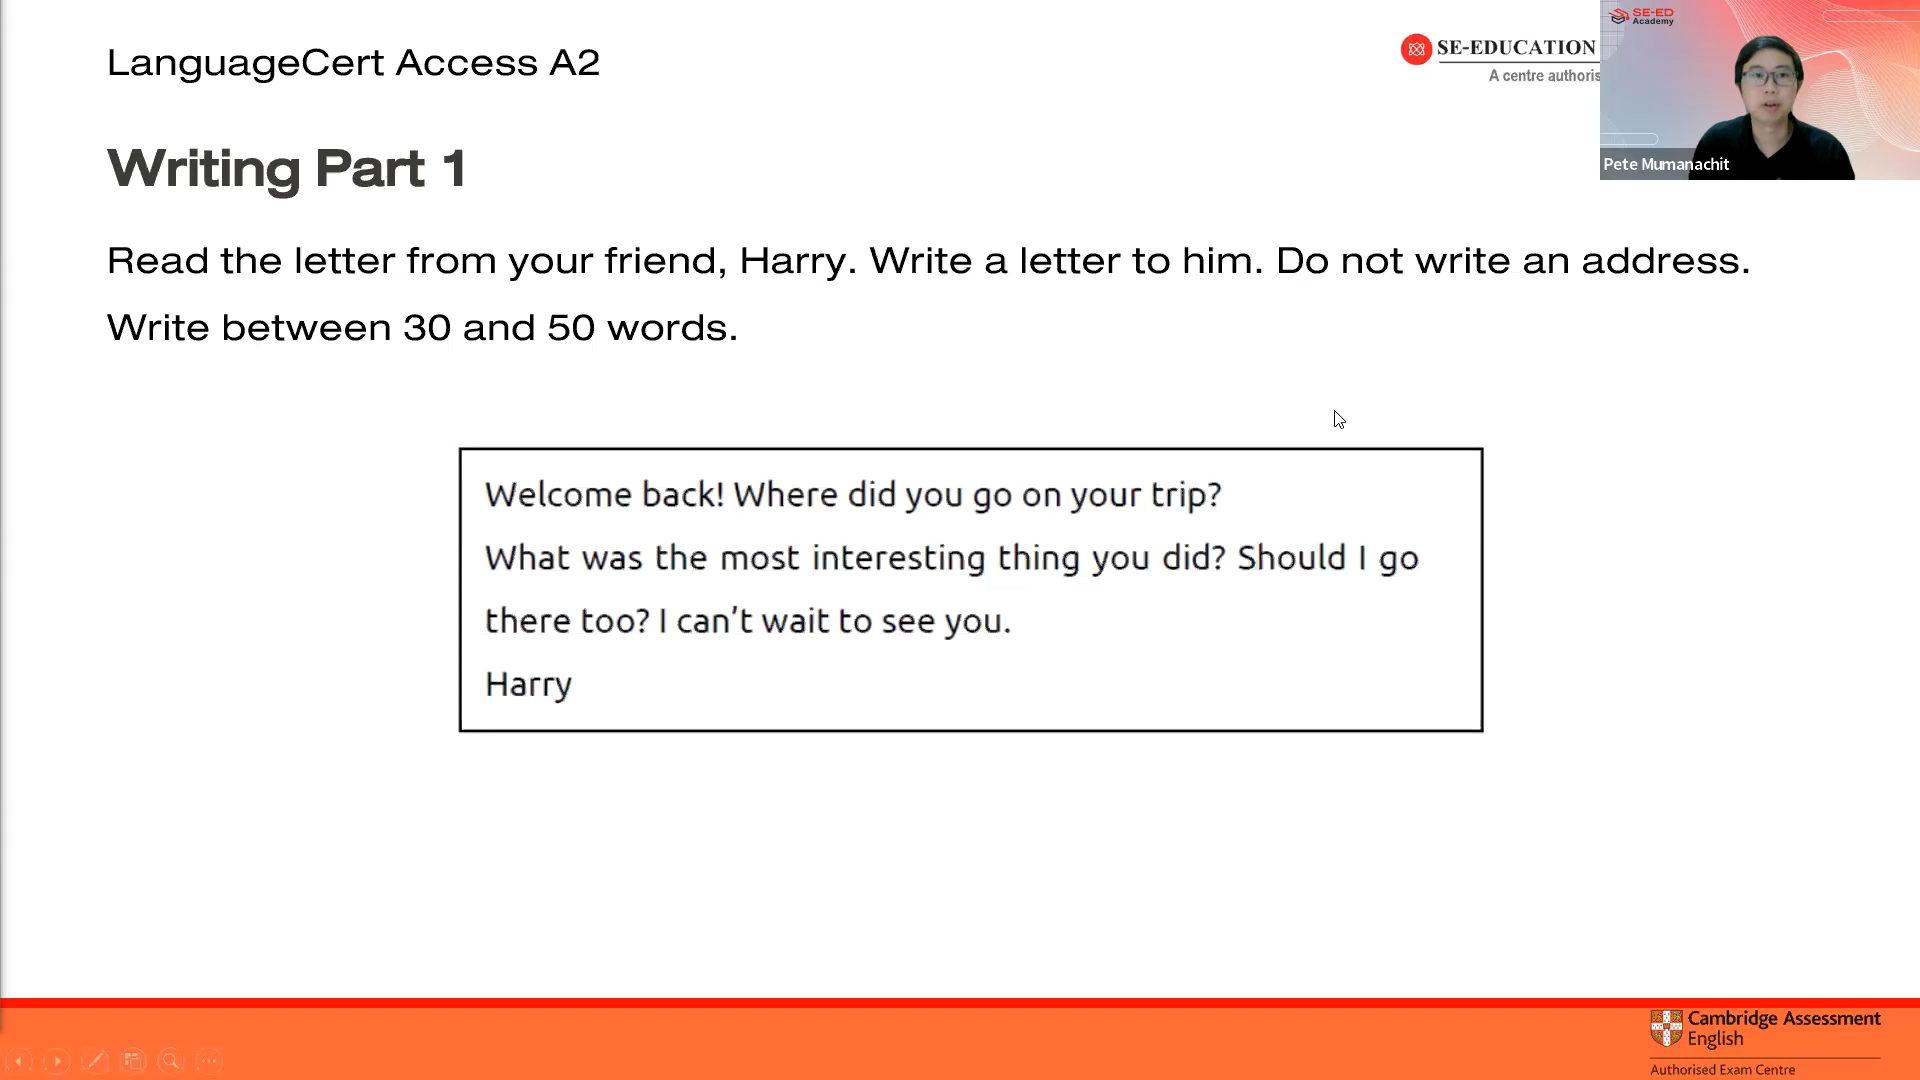 LanguageCert Access A2
SE-EDUCATION
A centre authoris
SE-ED
Academy
Pete Mumanachit
Writing Part 1
Read the letter from your friend, Harry. Write a letter to him. Do not write an address.
Write between 30 and 50 words.
Welcome back! Where did you go on your trip?
What was the most interesting thing you did? Should I go
there too? I can't wait to see you.
Harry
Cambridge Assessment
English
Authorised Exam Centre